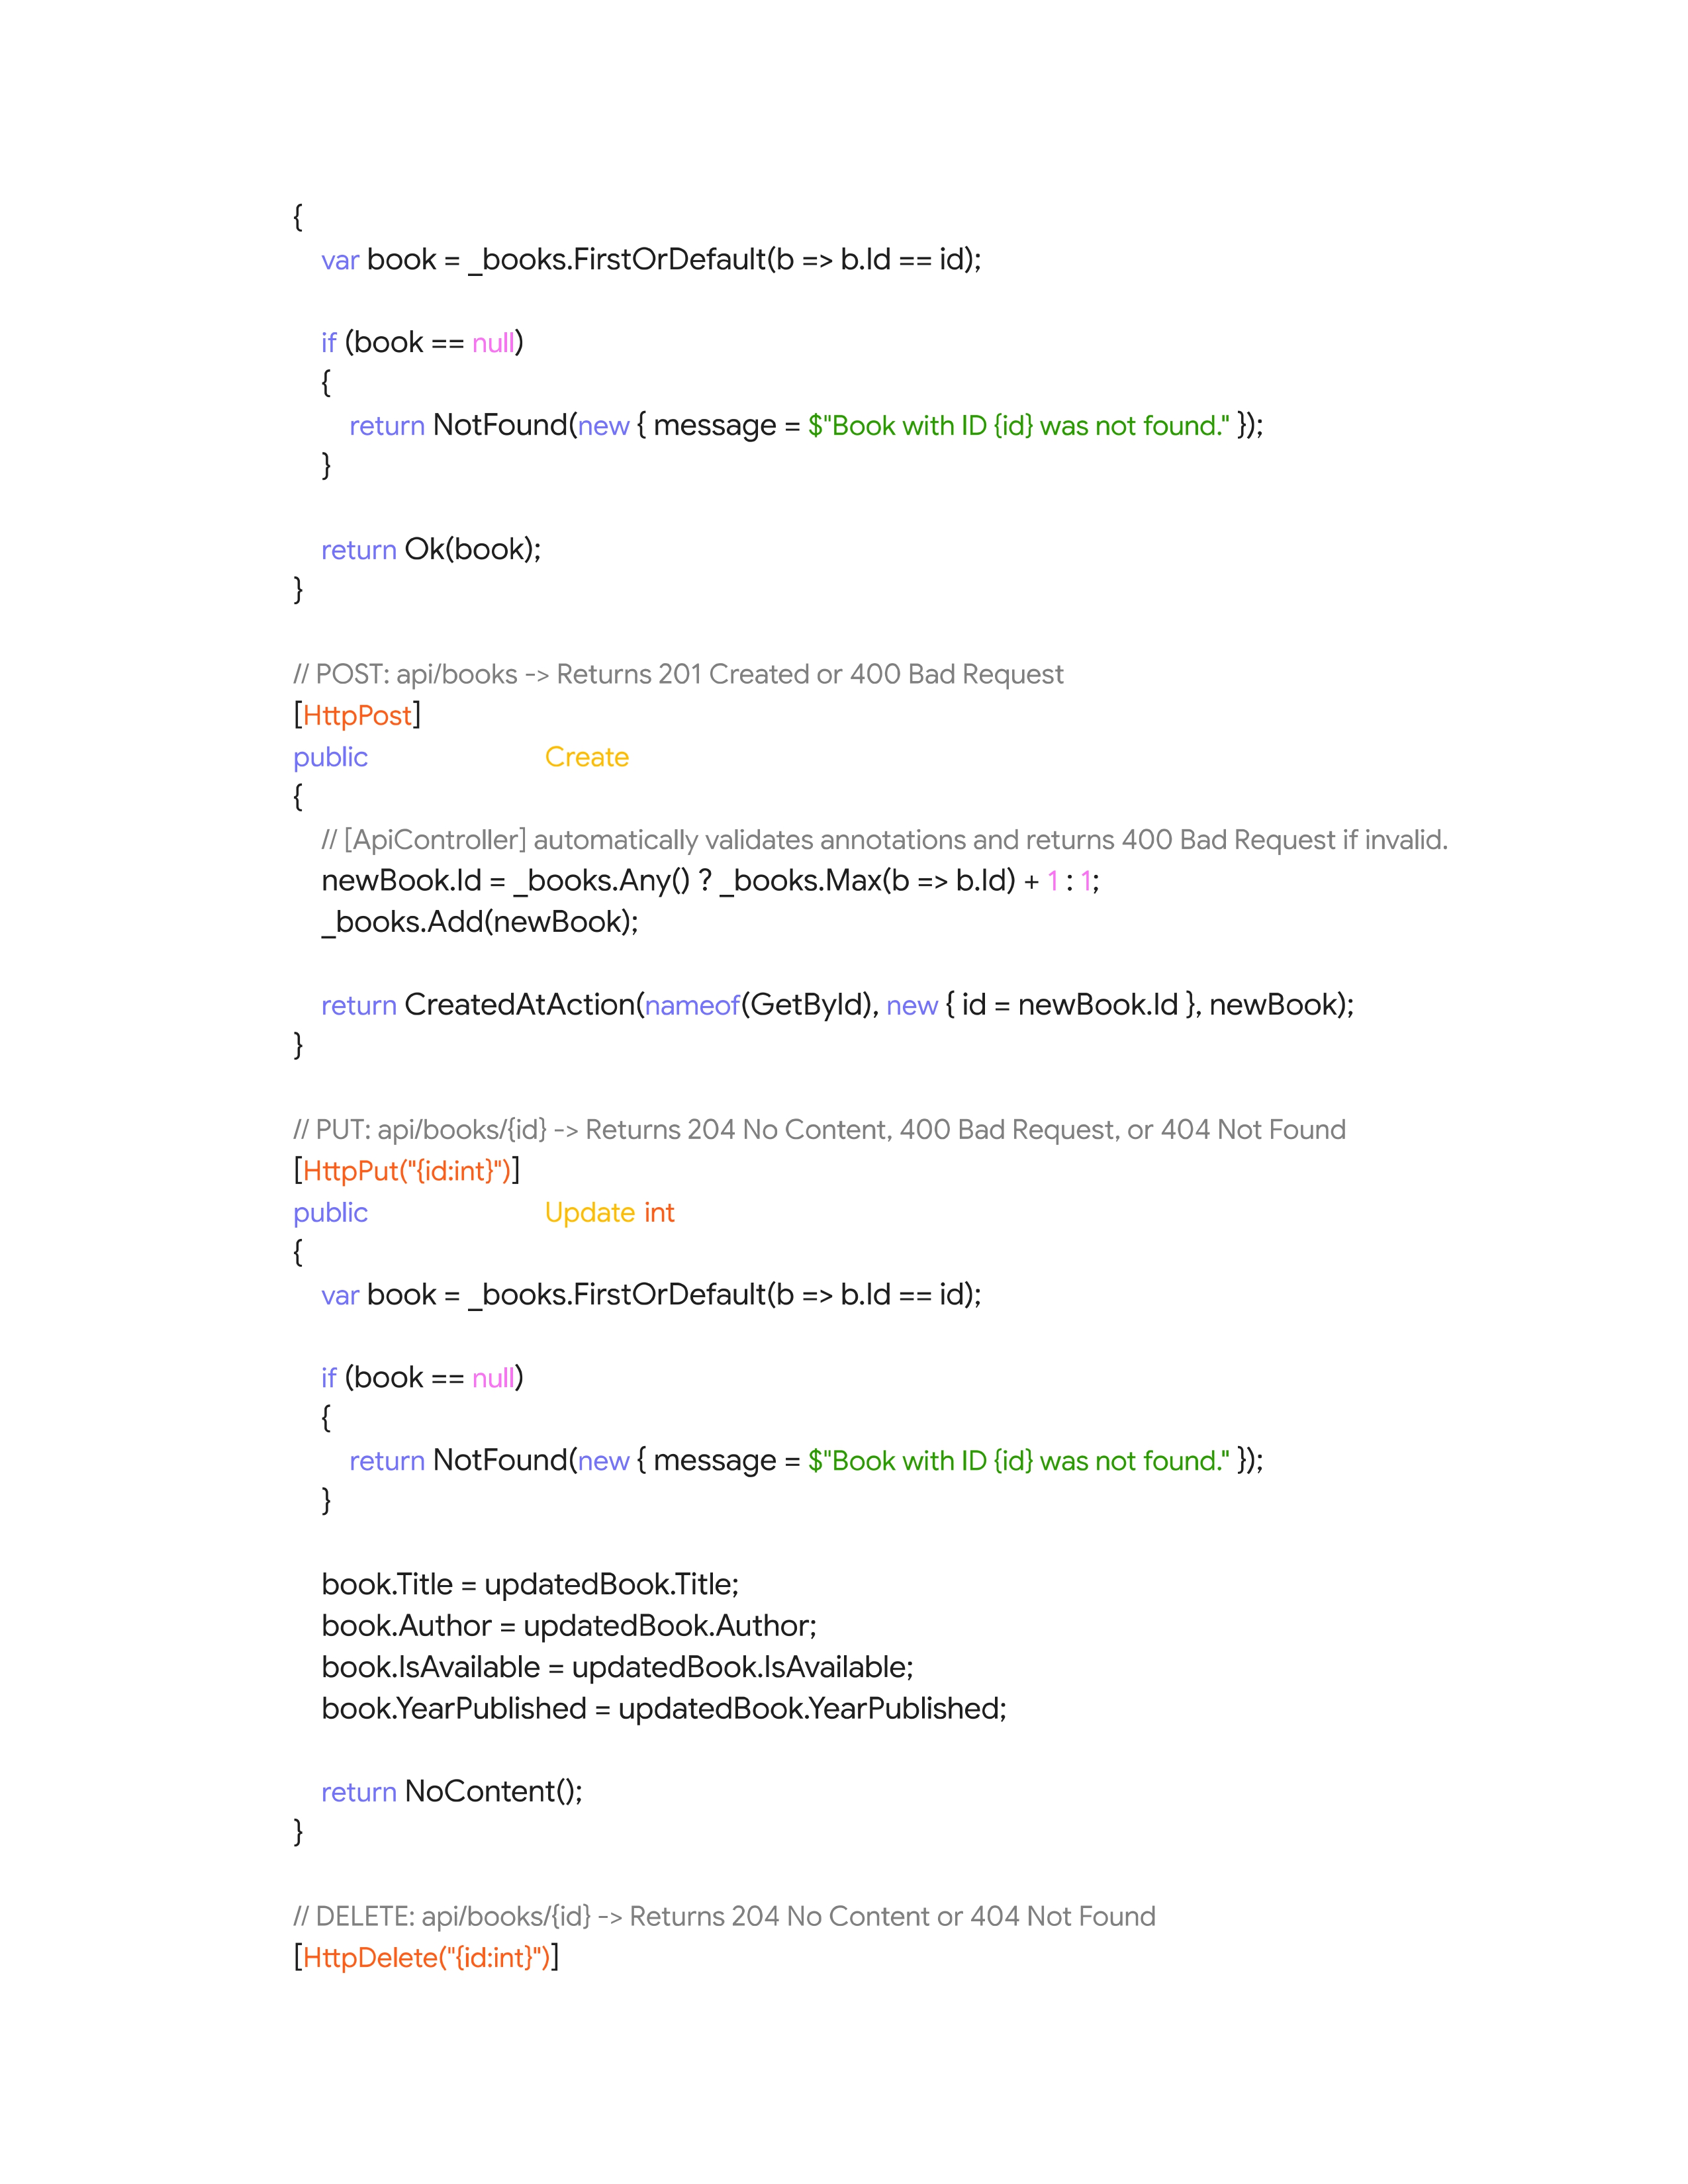 {
var book = _books.FirstOrDefault(b => b.Id == id);
if (book == null)
{
return NotFound(new { message = $"Book with ID {id} was not found." });
}
return Ok(book);
}
// POST: api/books -> Returns 201 Created or 400 Bad Request
[HttpPost]
public Create
{
// [ApiController] automatically validates annotations and returns 400 Bad Request if invalid.
newBook.Id = _books.Any() ? _books.Max(b => b.Id) + 1 : 1;
_books.Add(newBook);
return CreatedAtAction(nameof(GetById), new { id = newBook.Id }, newBook);
}
// PUT: api/books/{id} -> Returns 204 No Content, 400 Bad Request, or 404 Not Found
[HttpPut("{id:int}")]
public Update int
{
var book = _books.FirstOrDefault(b => b.Id == id);
if (book == null)
{
return NotFound(new { message = $"Book with ID {id} was not found." });
}
book.Title = updatedBook.Title;
book.Author = updatedBook.Author;
book.IsAvailable = updatedBook.IsAvailable;
book.YearPublished = updatedBook.YearPublished;
return NoContent();
}
// DELETE: api/books/{id} -> Returns 204 No Content or 404 Not Found
[HttpDelete("{id:int}")]